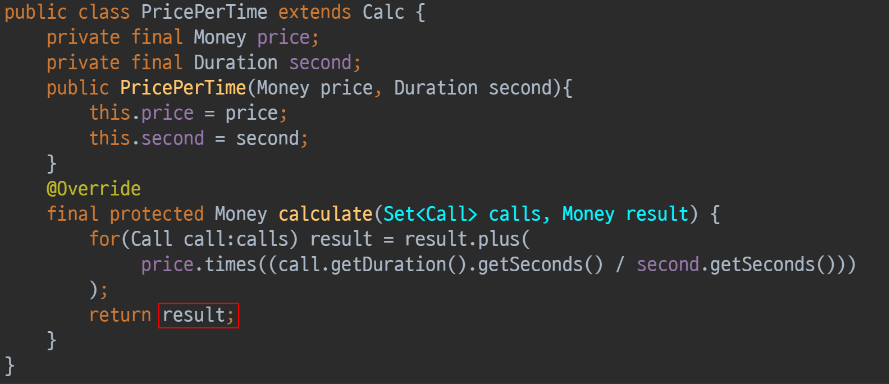 public class PricePerTime extends Calc {
    private final Money price;
    private final Duration second;
    public PricePerTime(Money price, Duration second){
        this.price = price;
        this.second = second;
    }
    @Override
    final protected Money calculate(Set<Call> calls, Money result) {
        for(Call call:calls) result = result.plus(
             price.times((call.getDuration().getSeconds() / second.getSeconds()))
        );
        return result;
    }
}